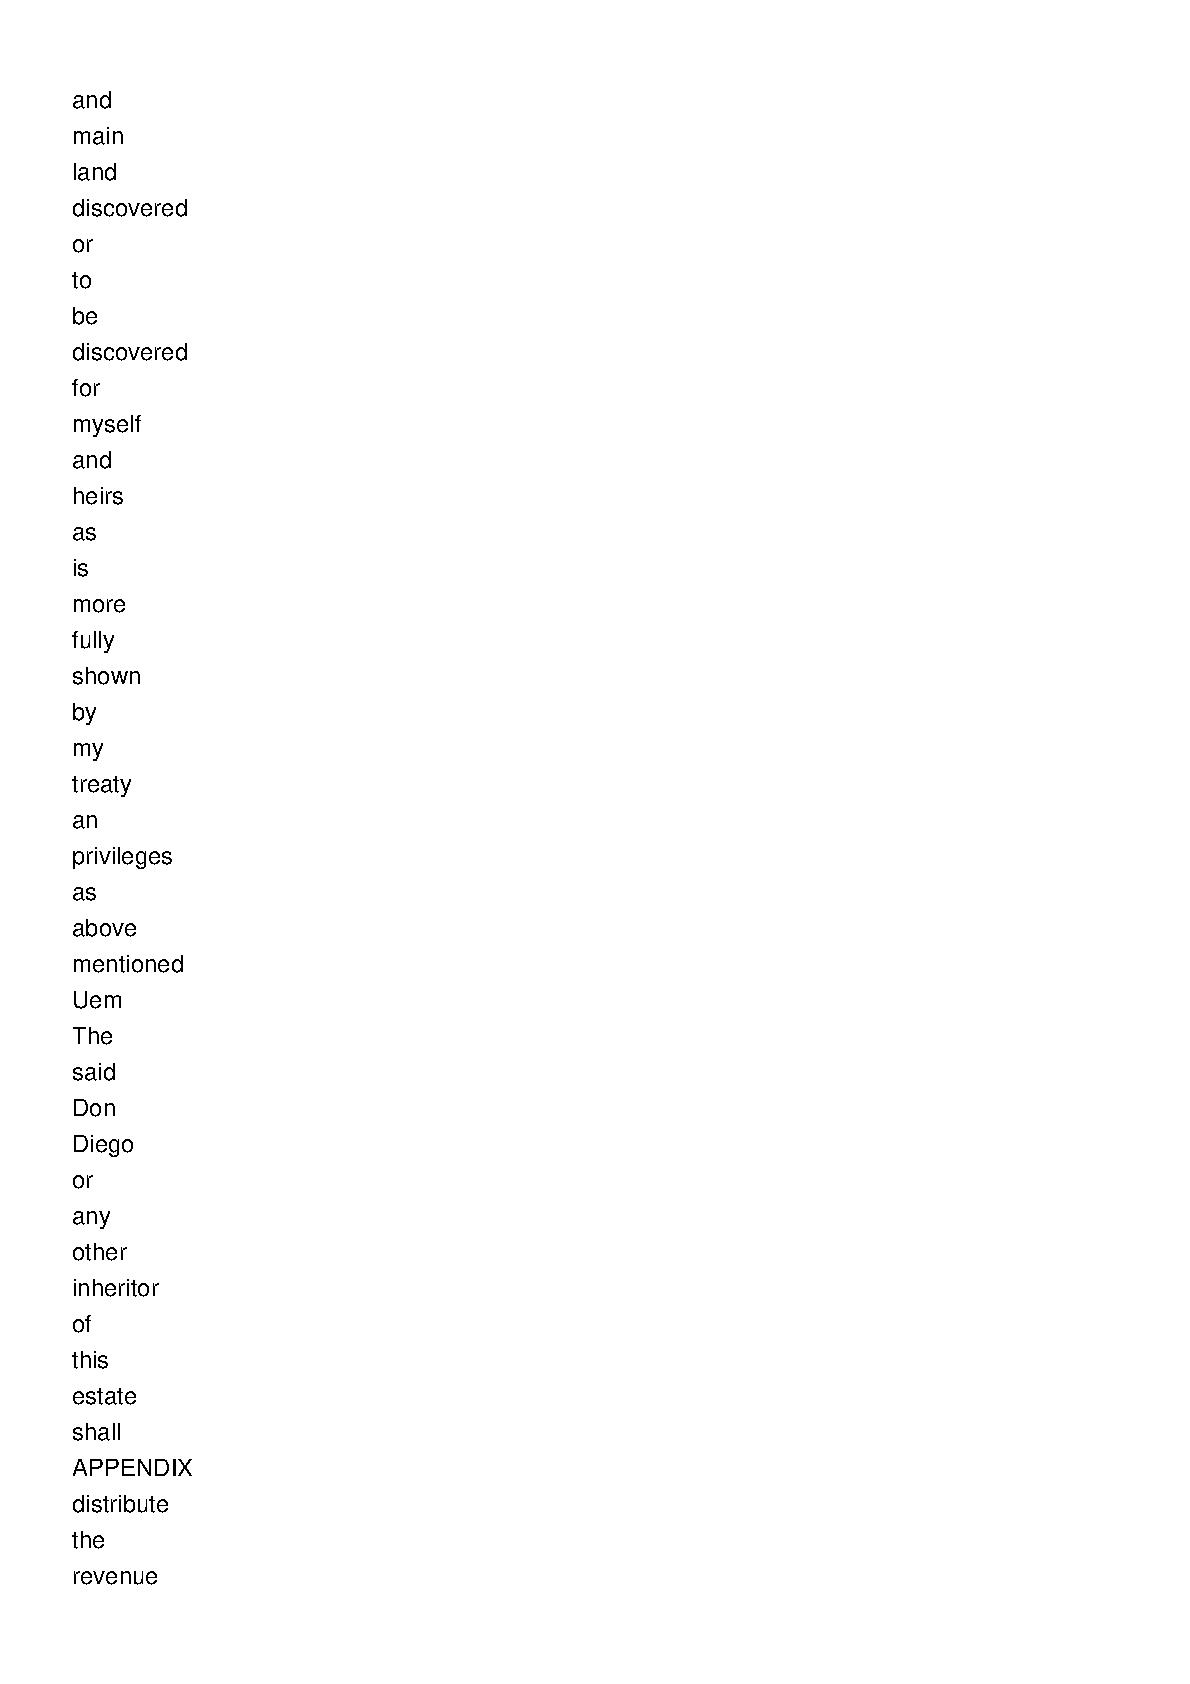 and
main
land
discovered
or
to
be
discovered
for
myself
and
heirs
as
is
more
fully
shown
by
my
treaty
an
privileges
as
above
mentioned
Uem
The
said
Don
Diego
or
any
other
inheritor
of
this
estate
shall
APPENDIX
distribute
the
revenue